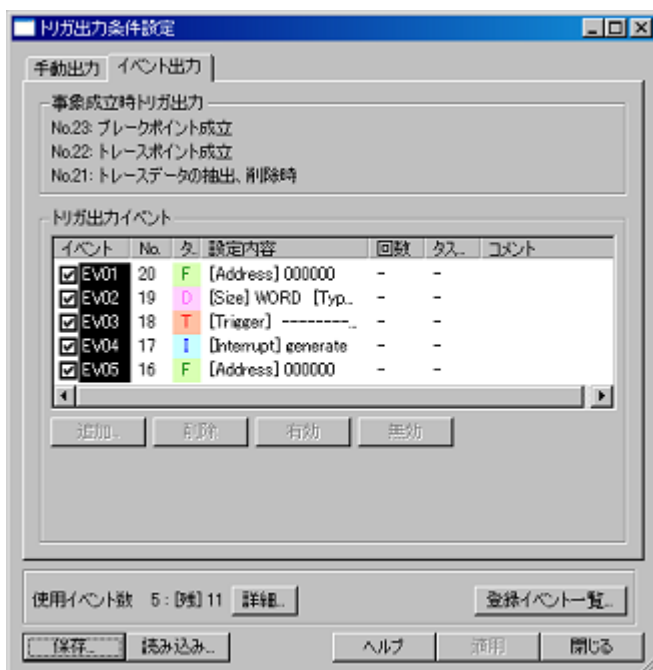 トリガ出力条件設定
手動出力 イベント出力
事象成立時トリガ出力
No.23: ブレークポイント成立
No.22: トレースポイント成立
No.21: トレースデータの抽出、削除時
トリガ出力イベント
イベント No. タ.. 設定内容 回数 タス... コメント
EV01 20 F [Address] 000000 - -
EV02 19 D [Size] WORD [Typ... - -
EV03 18 T [Trigger] --------... - -
EV04 17 I [Interrupt] generate - -
EV05 16 F [Address] 000000 - -
追加... 削除 有効 無効
使用イベント数 5 : [残] 11 詳細... 登録イベント一覧...
保存... 読み込み... ヘルプ 適用 閉じる